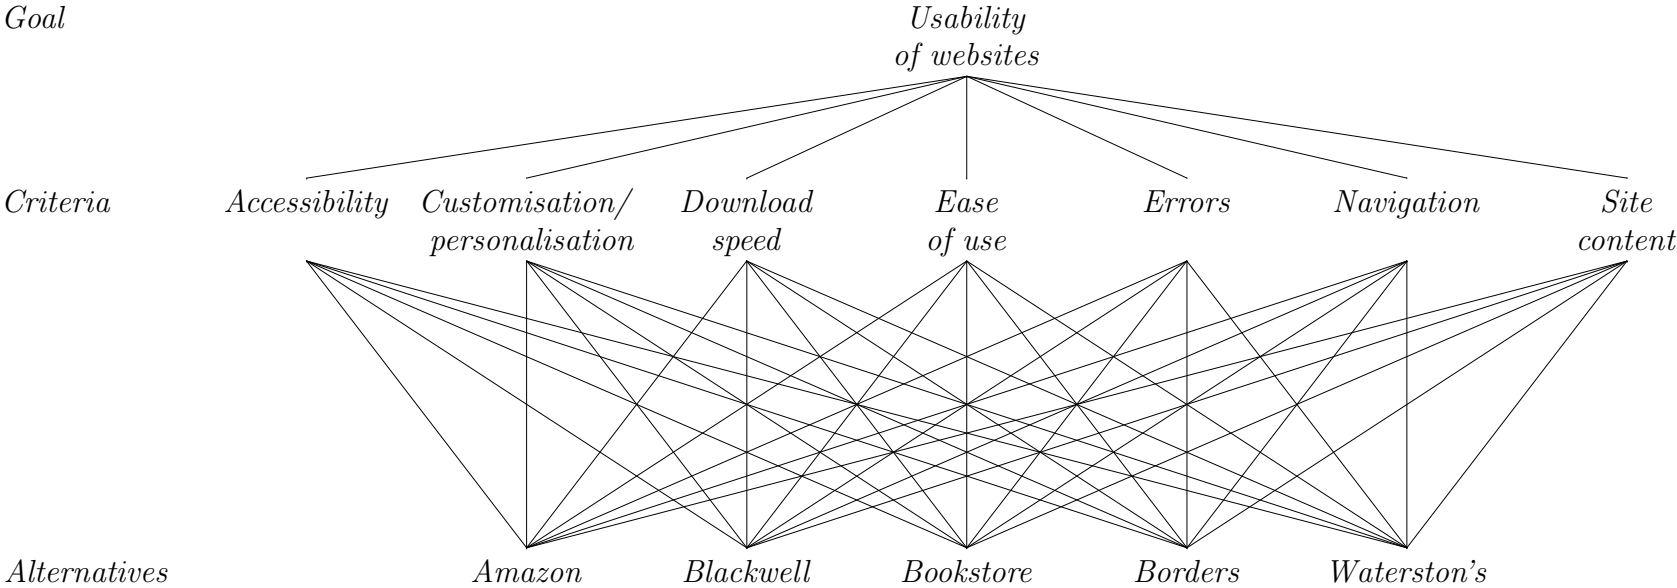 Goal
Usability
of websites
Criteria
Accessibility
Customisation/
personalisation
Download
speed
Ease
of use
Errors
Navigation
Site
content
Alternatives
Amazon
Blackwell
Bookstore
Borders
Waterston's